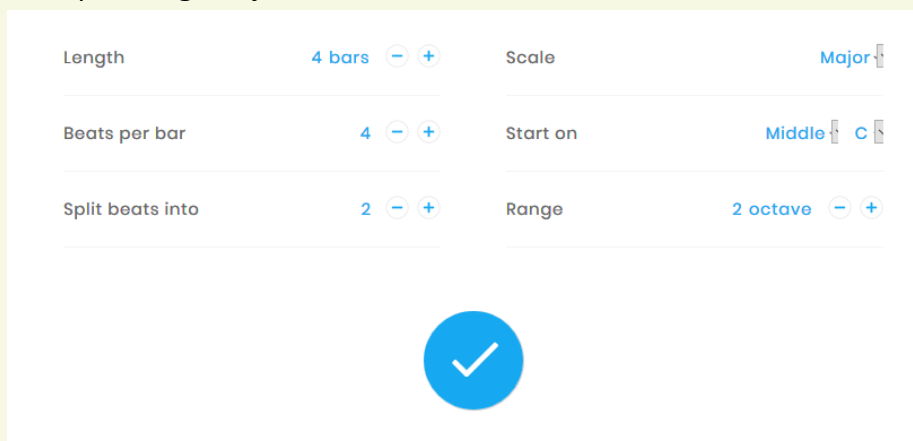 Length 4 bars − +
Scale Major
Beats per bar 4 − +
Start on Middle C
Split beats into 2 − +
Range 2 octave − +